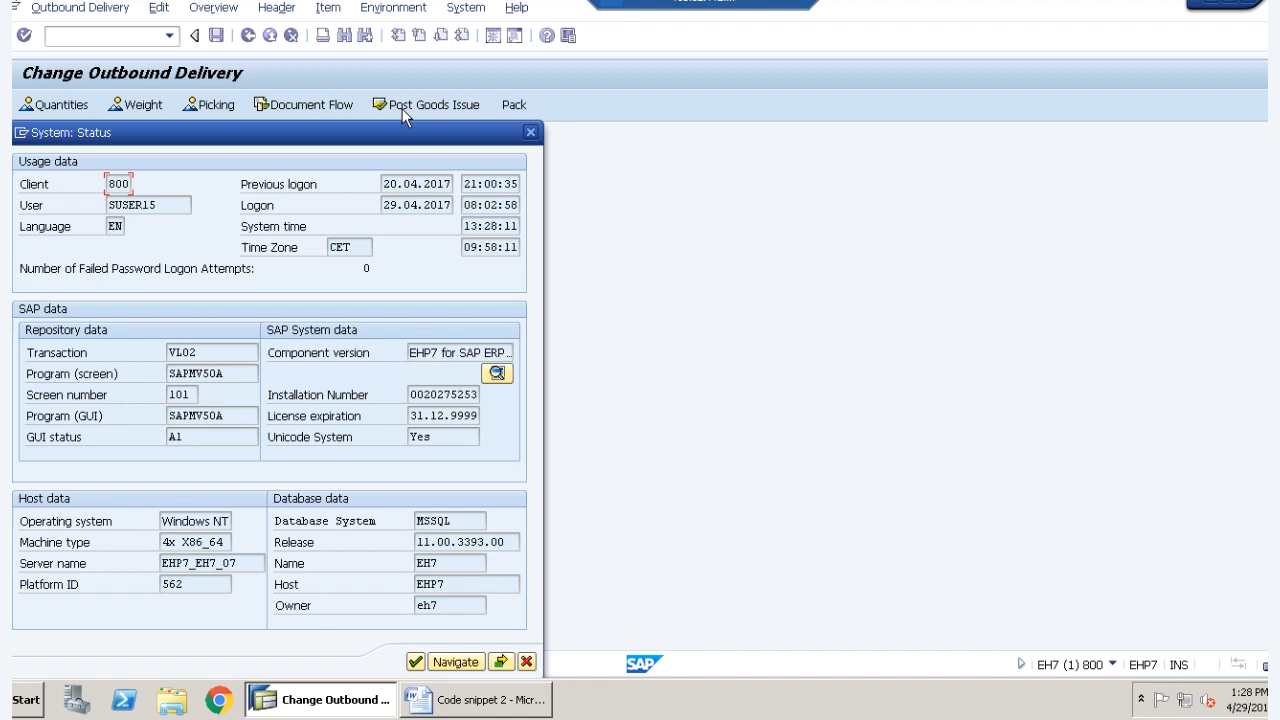 Outbound Delivery Edit Overview Header Item Environment System Help
Change Outbound Delivery
Quantities Weight Picking Document Flow Post Goods Issue Pack
System: Status
Usage data
Client 800 Previous logon 20.04.2017 21:00:35
User SUSER15 Logon 29.04.2017 08:02:58
Language EN System time 13:28:11
Time Zone CET 09:58:11
Number of Failed Password Logon Attempts: 0
SAP data
Repository data SAP System data
Transaction VL02 Component version EHP7 for SAP ERP...
Program (screen) SAPMV50A
Screen number 101 Installation Number 0020275253
Program (GUI) SAPMV50A License expiration 31.12.9999
GUI status A1 Unicode System Yes
Host data Database data
Operating system Windows NT Database System MSSQL
Machine type 4x X86_64 Release 11.00.3393.00
Server name EHP7_EH7_07 Name EH7
Platform ID 562 Host EHP7
Owner eh7
Navigate
SAP EH7 (1) 800 EHP7 INS
Start Change Outbound ... Code snippet 2 - Micr... 1:28 PM
4/29/201